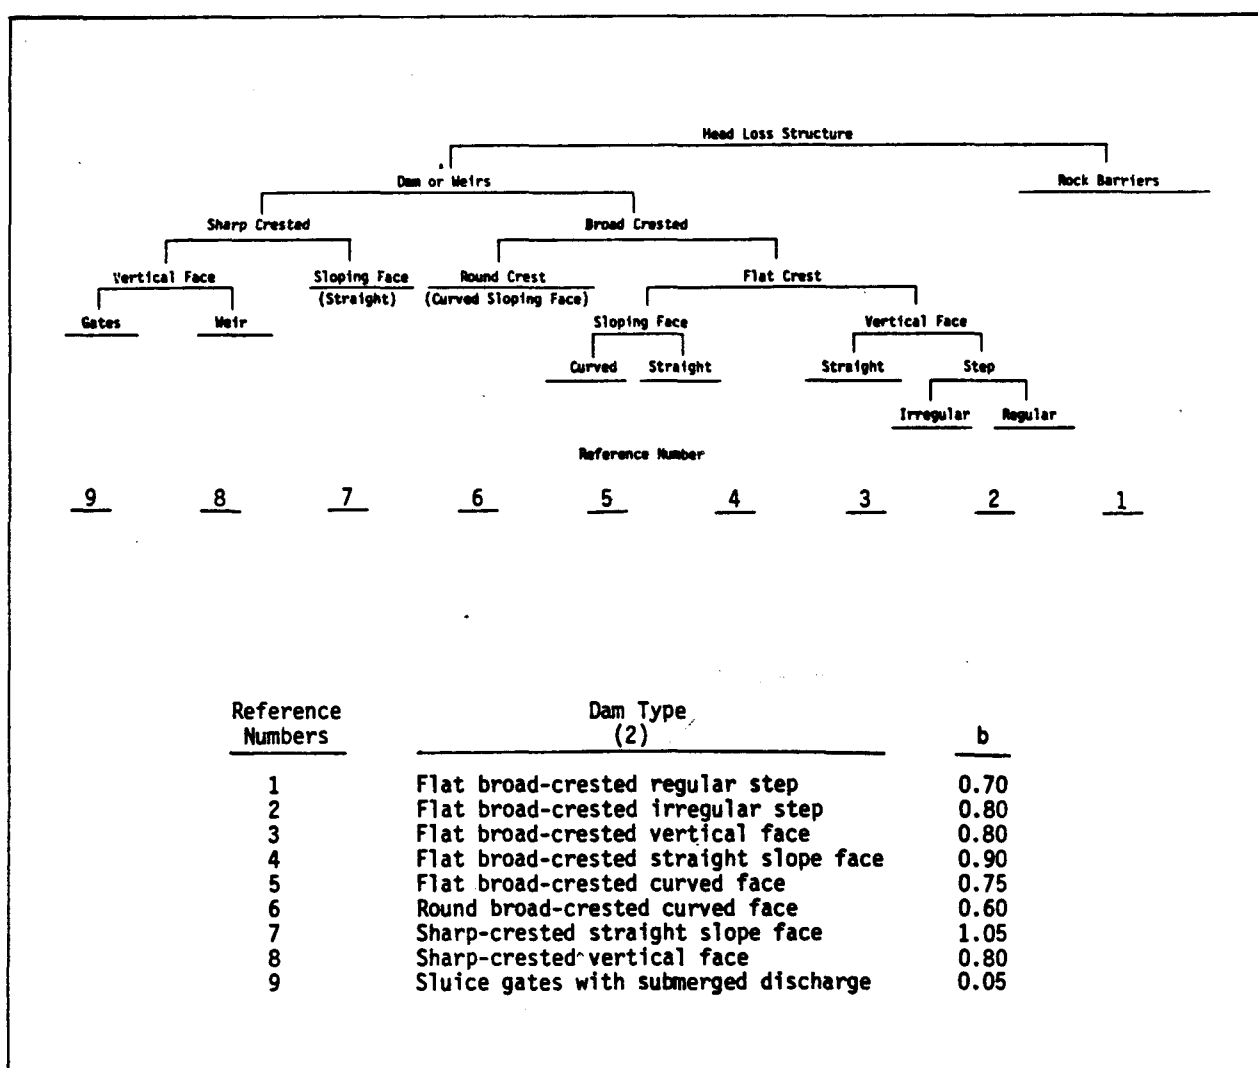 Head Loss Structure
Dam or Weirs
Rock Barriers
Sharp Crested
Broad Crested
Vertical Face
Sloping Face
(Straight)
Round Crest
(Curved Sloping Face)
Flat Crest
Gates
Weir
Sloping Face
Vertical Face
Curved
Straight
Straight
Step
Irregular
Regular
Reference Number
9 8 7 6 5 4 3 2 1
Reference Numbers
Dam Type
(2)
b
1 Flat broad-crested regular step 0.70
2 Flat broad-crested irregular step 0.80
3 Flat broad-crested vertical face 0.80
4 Flat broad-crested straight slope face 0.90
5 Flat broad-crested curved face 0.75
6 Round broad-crested curved face 0.60
7 Sharp-crested straight slope face 1.05
8 Sharp-crested vertical face 0.80
9 Sluice gates with submerged discharge 0.05